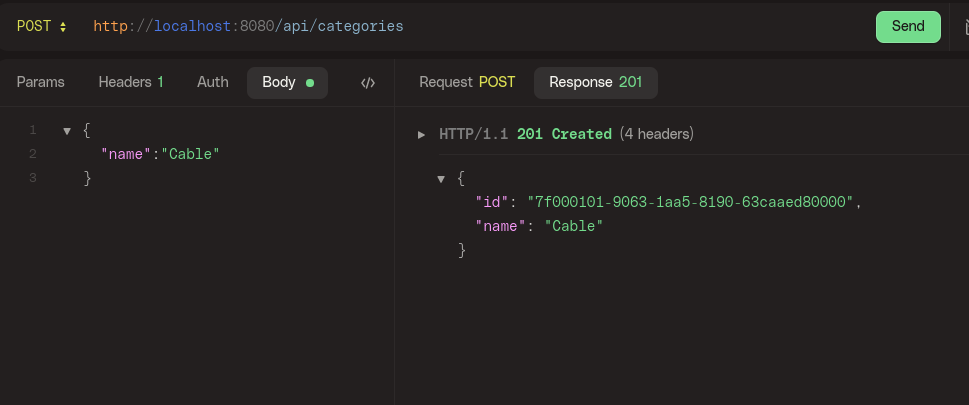 POST http://localhost:8080/api/categories Send
Params Headers 1 Auth Body </> Request POST Response 201
1 {
2 "name":"Cable"
3 }
HTTP/1.1 201 Created (4 headers)
{
"id": "7f000101-9063-1aa5-8190-63caaed80000",
"name": "Cable"
}